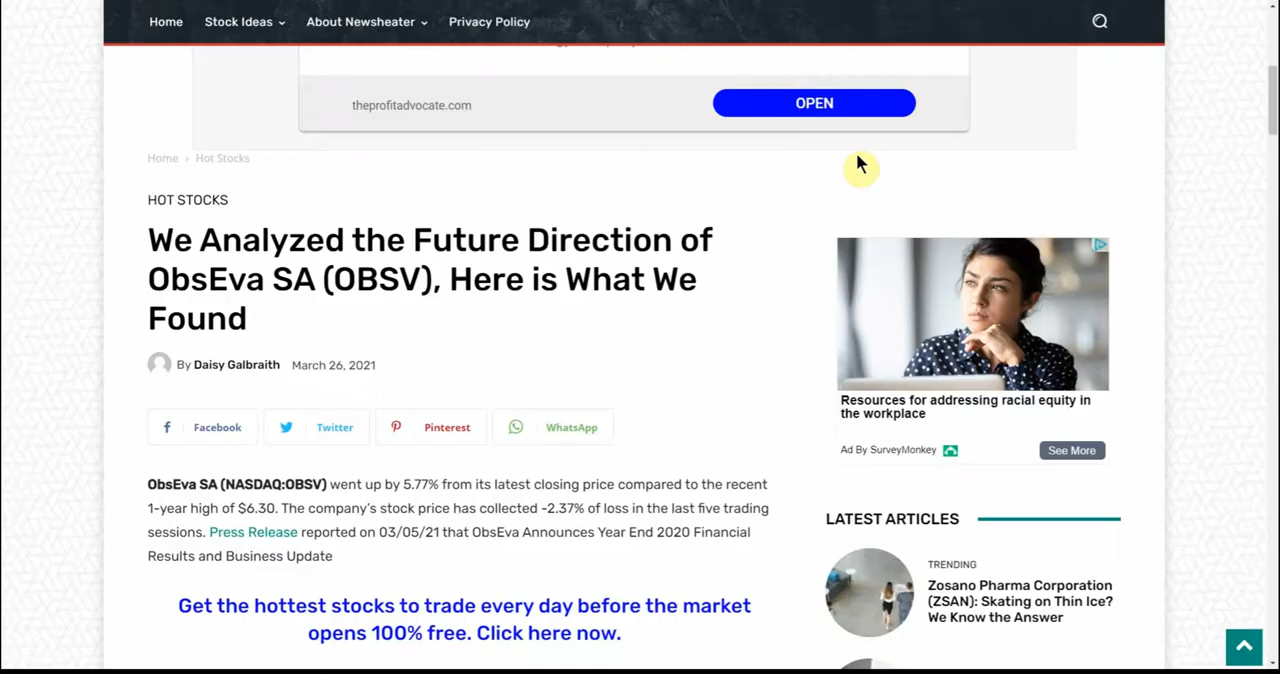 Home Stock Ideas About Newsheater Privacy Policy
theprofitadvocate.com OPEN
Home › Hot Stocks
HOT STOCKS
We Analyzed the Future Direction of
ObsEva SA (OBSV), Here is What We
Found
By Daisy Galbraith March 26, 2021
Facebook Twitter Pinterest WhatsApp
ObsEva SA (NASDAQ:OBSV) went up by 5.77% from its latest closing price compared to the recent
1-year high of $6.30. The company’s stock price has collected -2.37% of loss in the last five trading
sessions. Press Release reported on 03/05/21 that ObsEva Announces Year End 2020 Financial
Results and Business Update
Get the hottest stocks to trade every day before the market
opens 100% free. Click here now.
Resources for addressing racial equity in
the workplace
Ad By SurveyMonkey See More
LATEST ARTICLES
TRENDING
Zosano Pharma Corporation
(ZSAN): Skating on Thin Ice?
We Know the Answer